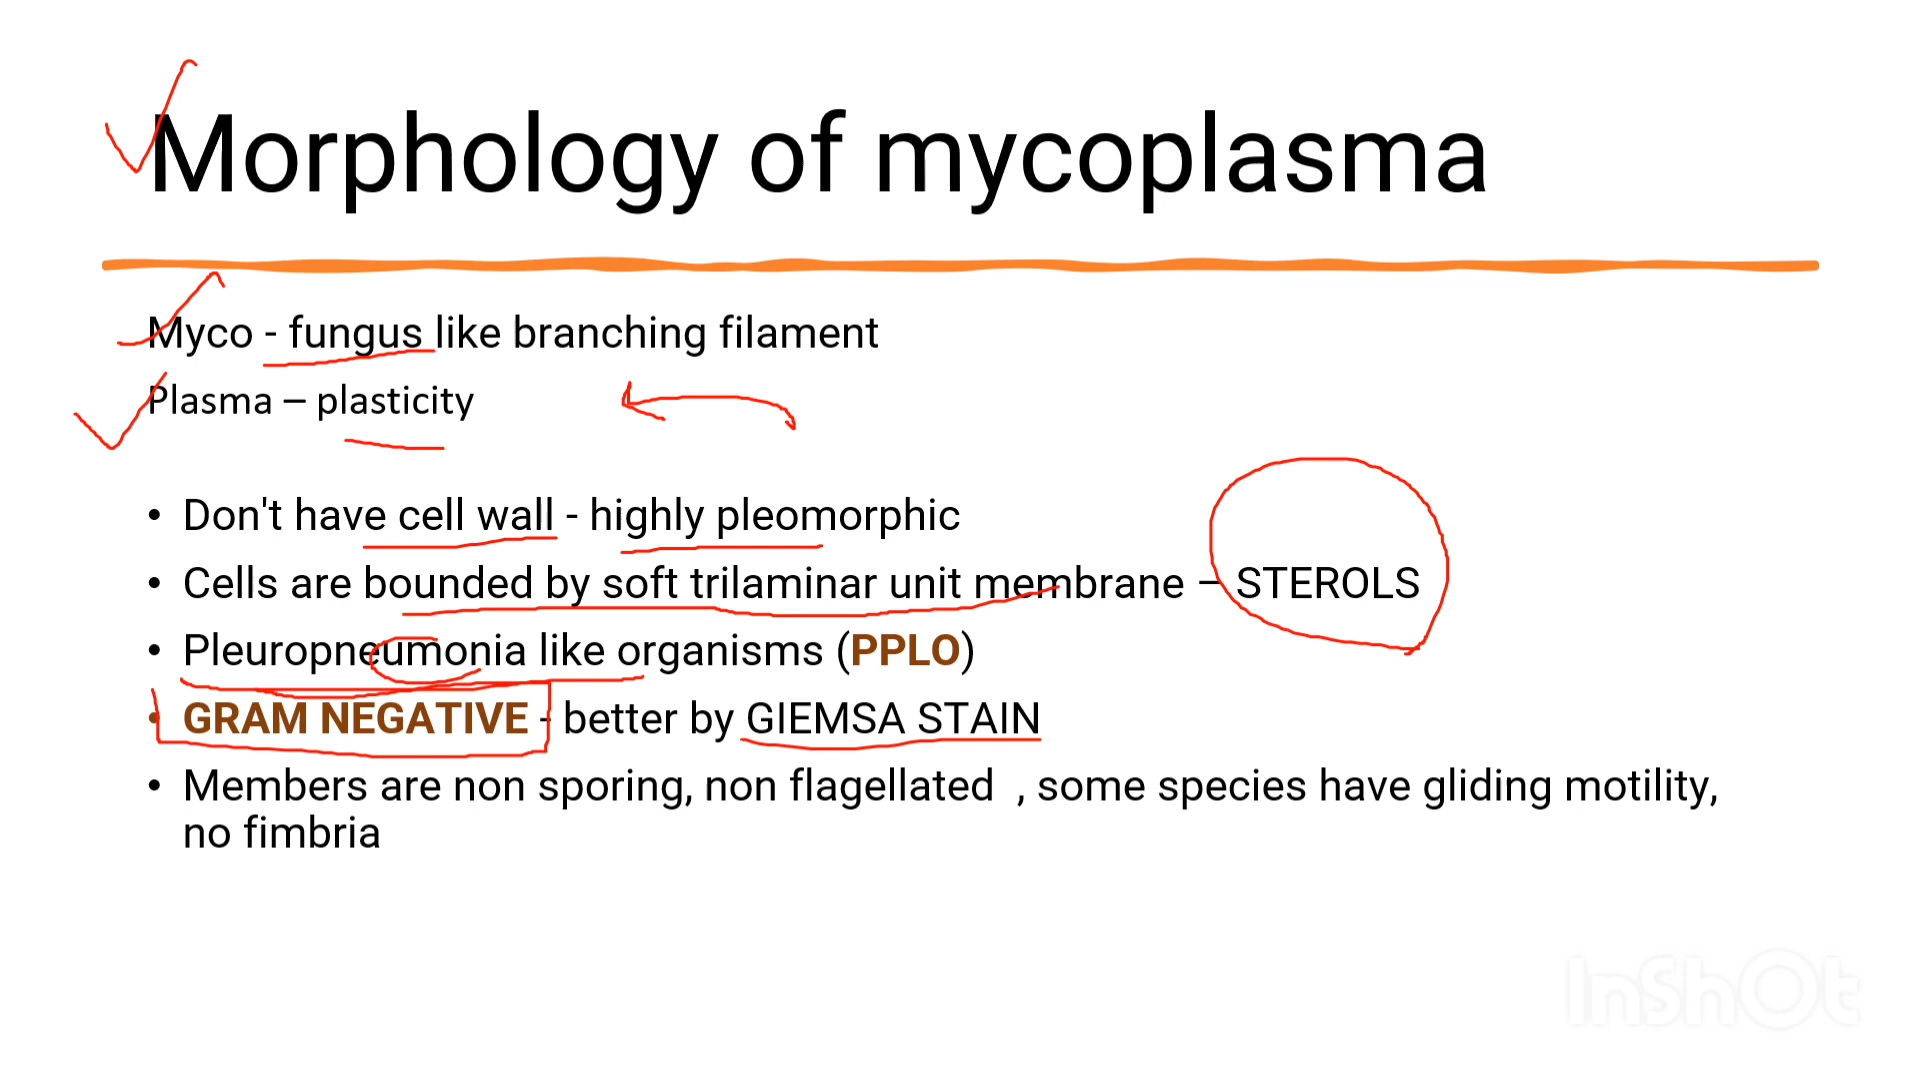 Morphology of mycoplasma
Myco - fungus like branching filament
Plasma – plasticity
• Don't have cell wall - highly pleomorphic
• Cells are bounded by soft trilaminar unit membrane – STEROLS
• Pleuropneumonia like organisms (PPLO)
• GRAM NEGATIVE - better by GIEMSA STAIN
• Members are non sporing, non flagellated , some species have gliding motility,
no fimbria
InShOt